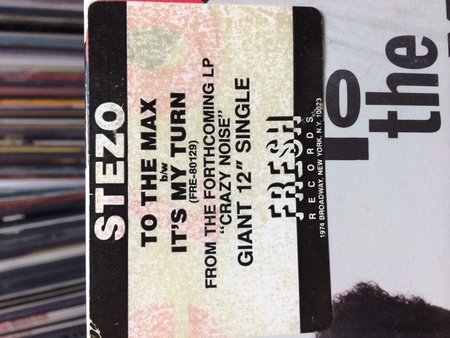 STEZO
TO THE MAX
b/w
IT'S MY TURN
(FRE-80129)
FROM THE FORTHCOMING LP
"CRAZY NOISE"
GIANT 12" SINGLE
FRESH
RECORDS
1974 BROADWAY, NEW YORK, N.Y. 10023
To
the